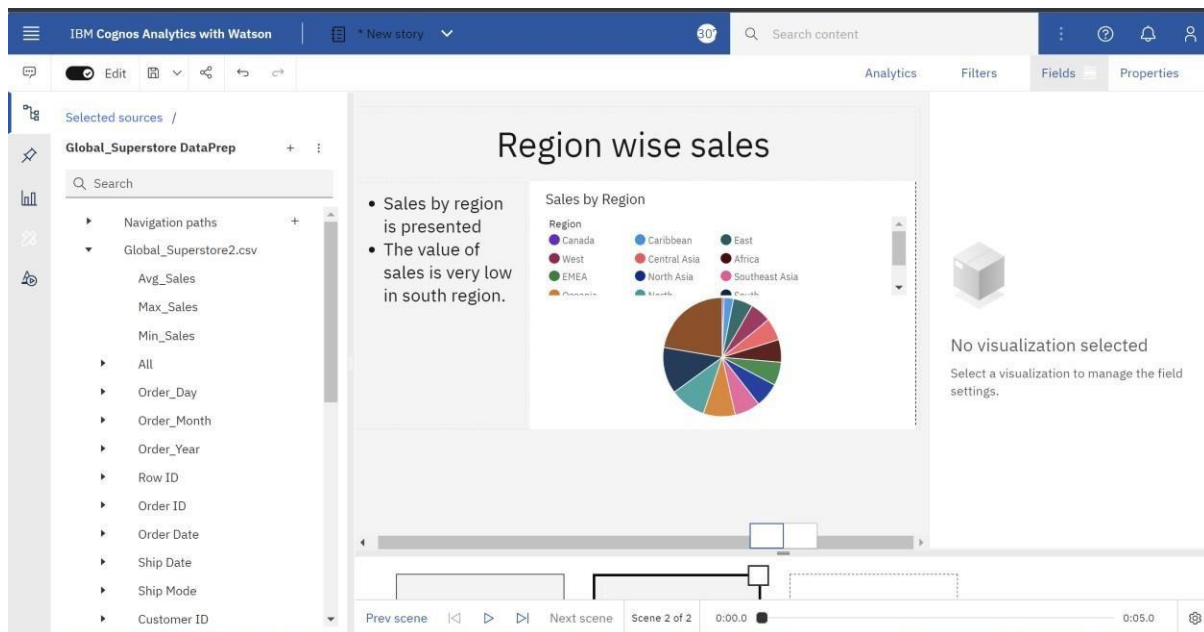 IBM Cognos Analytics with Watson
* New story
30
Search content
Edit
Analytics
Filters
Fields
Properties
Selected sources /
Global_Superstore DataPrep
Search
Navigation paths
Global_Superstore2.csv
Avg_Sales
Max_Sales
Min_Sales
All
Order_Day
Order_Month
Order_Year
Row ID
Order ID
Order Date
Ship Date
Ship Mode
Customer ID
Region wise sales
• Sales by region
is presented
• The value of
sales is very low
in south region.
Sales by Region
Region
Canada Caribbean East
West Central Asia Africa
EMEA North Asia Southeast Asia
Oceania North South
No visualization selected
Select a visualization to manage the field
settings.
Prev scene
Next scene
Scene 2 of 2
0:00.0
0:05.0